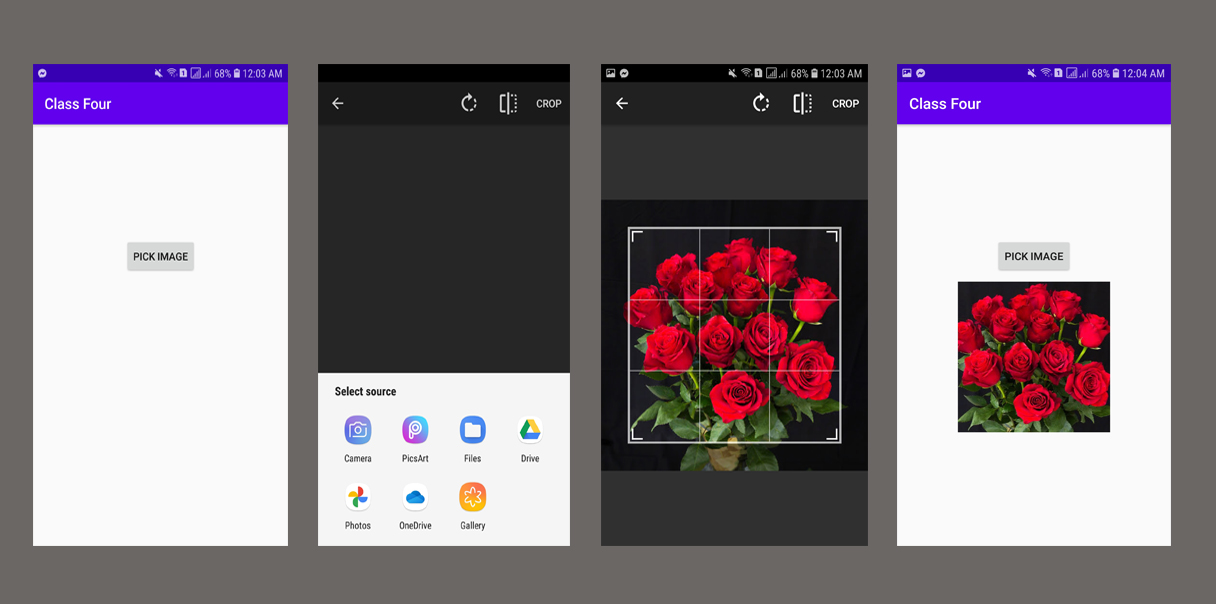 68% 12:03 AM
Class Four
PICK IMAGE
CROP
Select source
Camera PicsArt Files Drive
Photos OneDrive Gallery
68% 12:03 AM
CROP
68% 12:04 AM
Class Four
PICK IMAGE